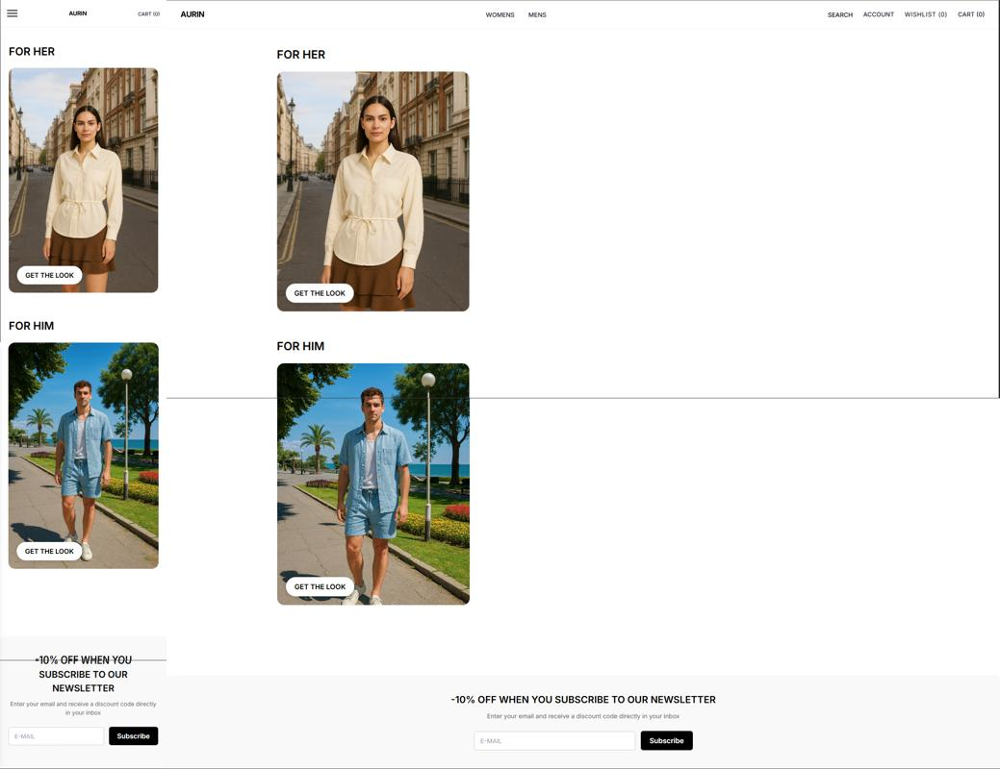 AURIN
CART (0)
FOR HER
GET THE LOOK
FOR HIM
GET THE LOOK
-10% OFF WHEN YOU
SUBSCRIBE TO OUR
NEWSLETTER
Enter your email and receive a discount code directly
in your inbox
E-MAIL
Subscribe
AURIN
WOMENS
MENS
SEARCH
ACCOUNT
WISHLIST (0)
CART (0)
FOR HER
GET THE LOOK
FOR HIM
GET THE LOOK
-10% OFF WHEN YOU SUBSCRIBE TO OUR NEWSLETTER
Enter your email and receive a discount code directly in your inbox
E-MAIL
Subscribe